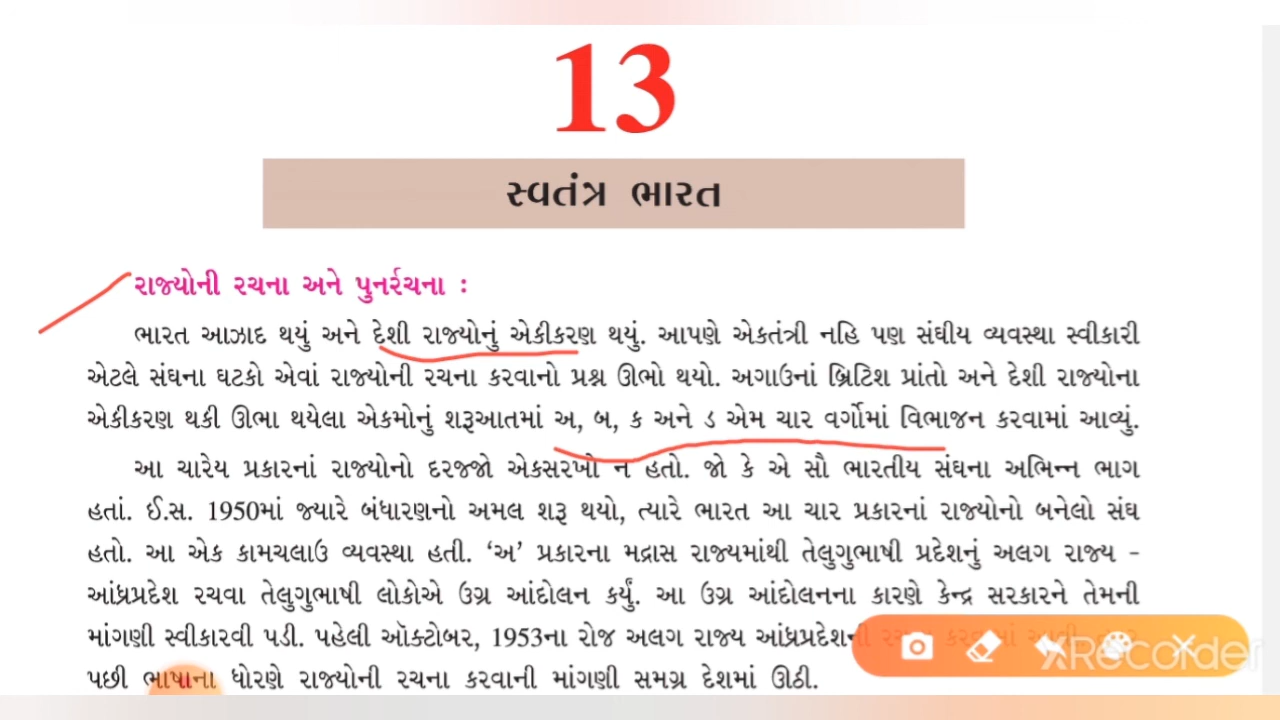 13
સ્વતંત્ર ભારત
રાજ્યોની રચના અને પુનર્રચના :
ભારત આઝાદ થયું અને દેશી રાજ્યોનું એકીકરણ થયું. આપણે એકતંત્રી નહિ પણ સંઘીય વ્યવસ્થા સ્વીકારી
એટલે સંઘના ઘટકો એવાં રાજ્યોની રચના કરવાનો પ્રશ્ન ઊભો થયો. અગાઉનાં બ્રિટિશ પ્રાંતો અને દેશી રાજ્યોના
એકીકરણ થકી ઊભા થયેલા એકમોનું શરૂઆતમાં અ, બ, ક અને ડ એમ ચાર વર્ગોમાં વિભાજન કરવામાં આવ્યું.
આ ચારેય પ્રકારનાં રાજ્યોનો દરજ્જો એકસરખો ન હતો. જો કે એ સૌ ભારતીય સંઘના અભિન્ન ભાગ
હતાં. ઈ.સ. 1950માં જ્યારે બંધારણનો અમલ શરૂ થયો, ત્યારે ભારત આ ચાર પ્રકારનાં રાજ્યોનો બનેલો સંઘ
હતો. આ એક કામચલાઉ વ્યવસ્થા હતી. ‘અ’ પ્રકારના મદ્રાસ રાજ્યમાંથી તેલુગુભાષી પ્રદેશનું અલગ રાજ્ય -
આંધ્રપ્રદેશ રચવા તેલુગુભાષી લોકોએ ઉગ્ર આંદોલન કર્યું. આ ઉગ્ર આંદોલનના કારણે કેન્દ્ર સરકારને તેમની
માંગણી સ્વીકારવી પડી. પહેલી ઑક્ટોબર, 1953ના રોજ અલગ રાજ્ય આંધ્રપ્રદેશની
પછી ભાષાના ધોરણે રાજ્યોની રચના કરવાની માંગણી સમગ્ર દેશમાં ઊઠી.
XRecorder